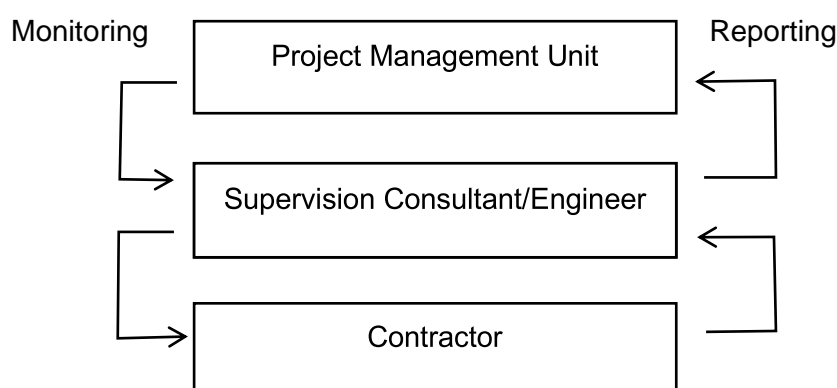 Monitoring
Reporting
Project Management Unit
Supervision Consultant/Engineer
Contractor